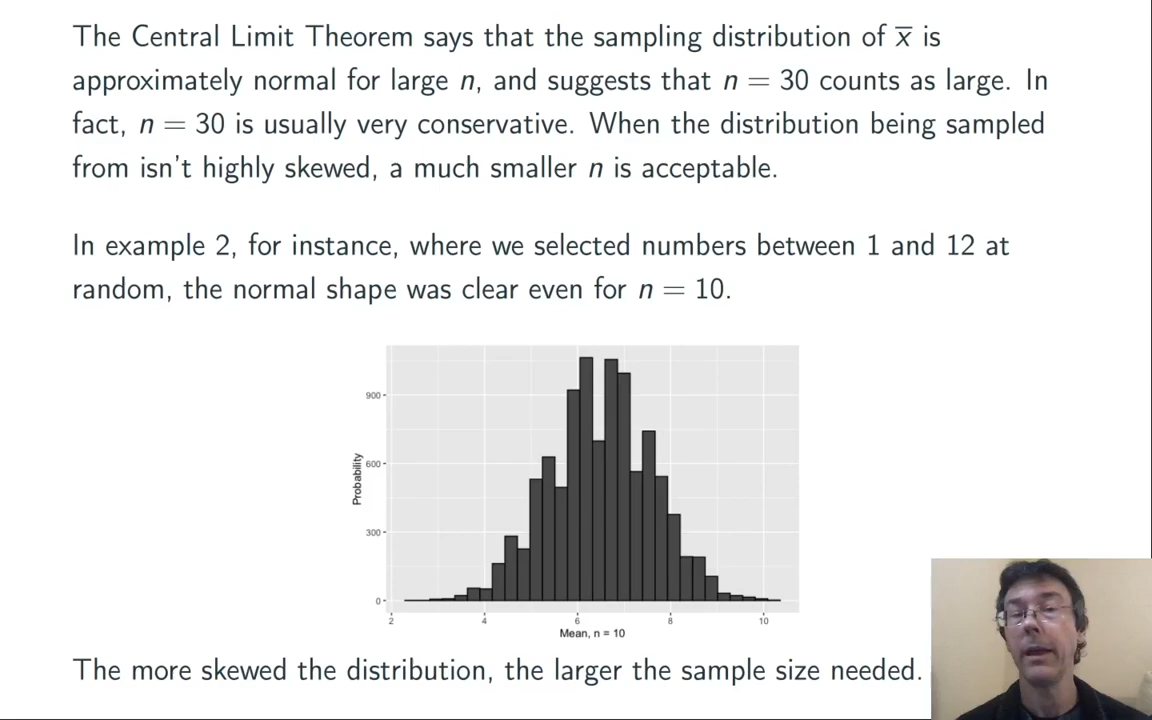 The Central Limit Theorem says that the sampling distribution of x̅ is
approximately normal for large n, and suggests that n = 30 counts as large. In
fact, n = 30 is usually very conservative. When the distribution being sampled
from isn't highly skewed, a much smaller n is acceptable.
In example 2, for instance, where we selected numbers between 1 and 12 at
random, the normal shape was clear even for n = 10.
900
600
300
0
Probability
2 4 6 8 10
Mean, n = 10
The more skewed the distribution, the larger the sample size needed.